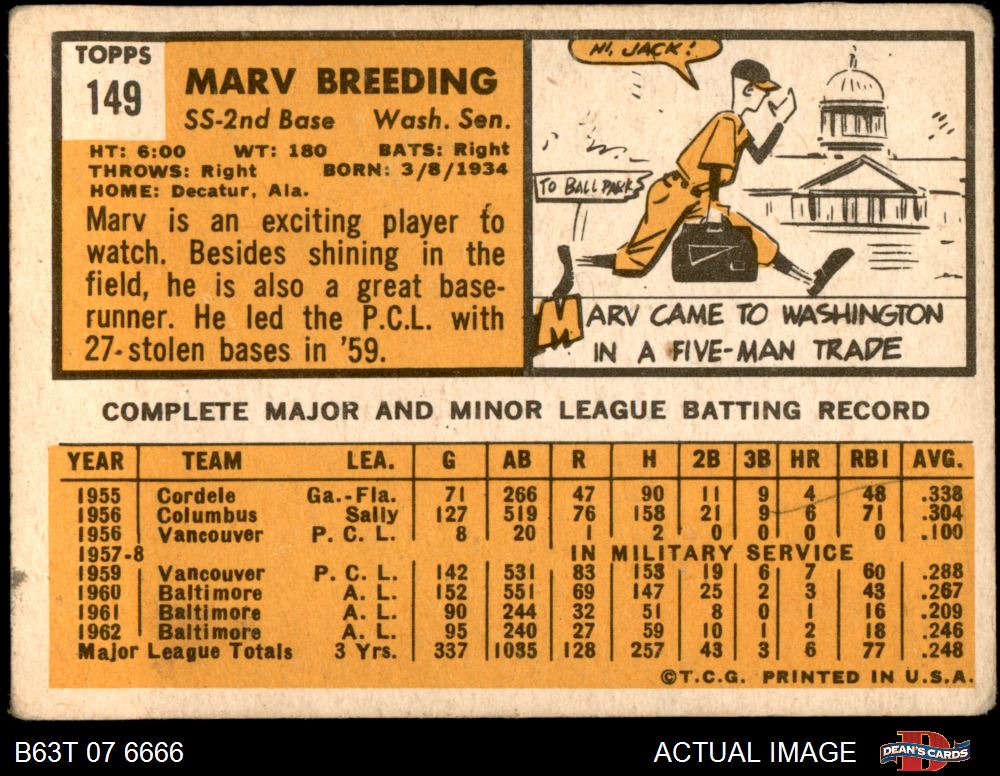 TOPPS
149
MARV BREEDING
SS-2nd Base Wash. Sen.
HT: 6:00 WT: 180 BATS: Right
THROWS: Right BORN: 3/8/1934
HOME: Decatur, Ala.
Marv is an exciting player to
watch. Besides shining in the
field, he is also a great base-
runner. He led the P.C.L. with
27 stolen bases in '59.
HI, JACK!
TO BALL PARK
MARV CAME TO WASHINGTON
IN A FIVE-MAN TRADE
COMPLETE MAJOR AND MINOR LEAGUE BATTING RECORD
YEAR TEAM LEA. G AB R H 2B 3B HR RBI AVG.
1955 Cordele Ga.-Fla. 71 266 47 90 11 9 4 48 .338
1956 Columbus Sally 127 519 76 158 21 9 6 71 .304
1956 Vancouver P. C. L. 8 20 1 2 0 0 0 0 .100
1957-8 IN MILITARY SERVICE
1959 Vancouver P. C. L. 142 531 83 153 19 6 7 60 .288
1960 Baltimore A. L. 152 551 69 147 25 2 3 43 .267
1961 Baltimore A. L. 90 244 32 51 8 0 1 16 .209
1962 Baltimore A. L. 95 240 27 59 10 1 2 18 .246
Major League Totals 3 Yrs. 337 1035 128 257 43 3 6 77 .248
©T.C.G. PRINTED IN U.S.A.
B63T 07 6666
ACTUAL IMAGE
D
DEAN'S CARDS